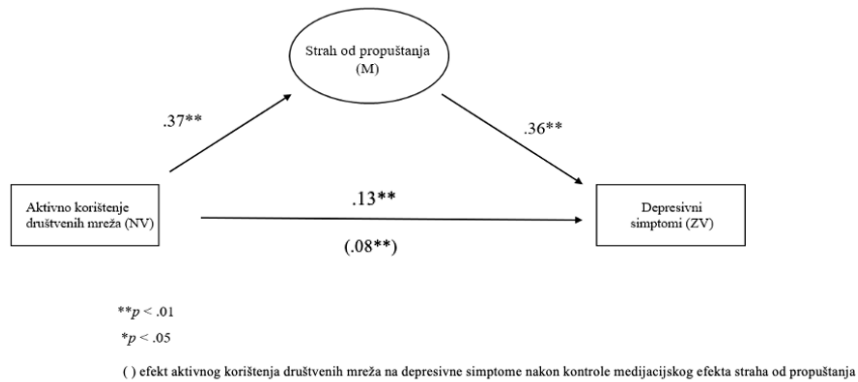 Strah od propuštanja
(M)
.37**
.36**
Aktivno korištenje
društvenih mreža (NV)
.13**
(.08**)
Depresivni
simptomi (ZV)
**p < .01
*p < .05
( ) efekt aktivnog korištenja društvenih mreža na depresivne simptome nakon kontrole medijacijskog efekta straha od propuštanja